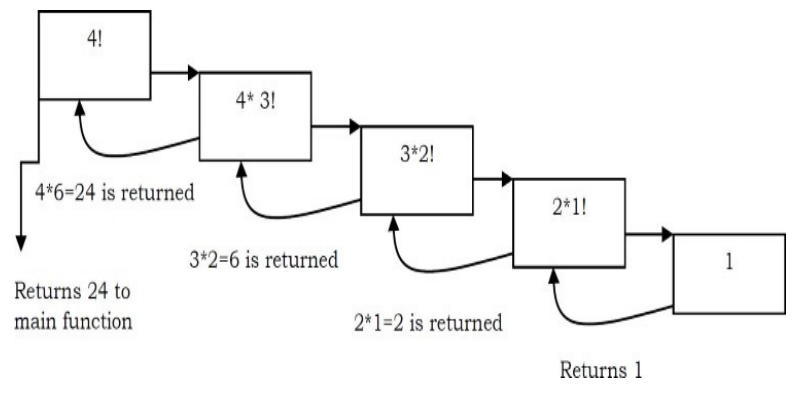 4!
4* 3!
3*2!
2*1!
1
4*6=24 is returned
3*2=6 is returned
2*1=2 is returned
Returns 1
Returns 24 to
main function